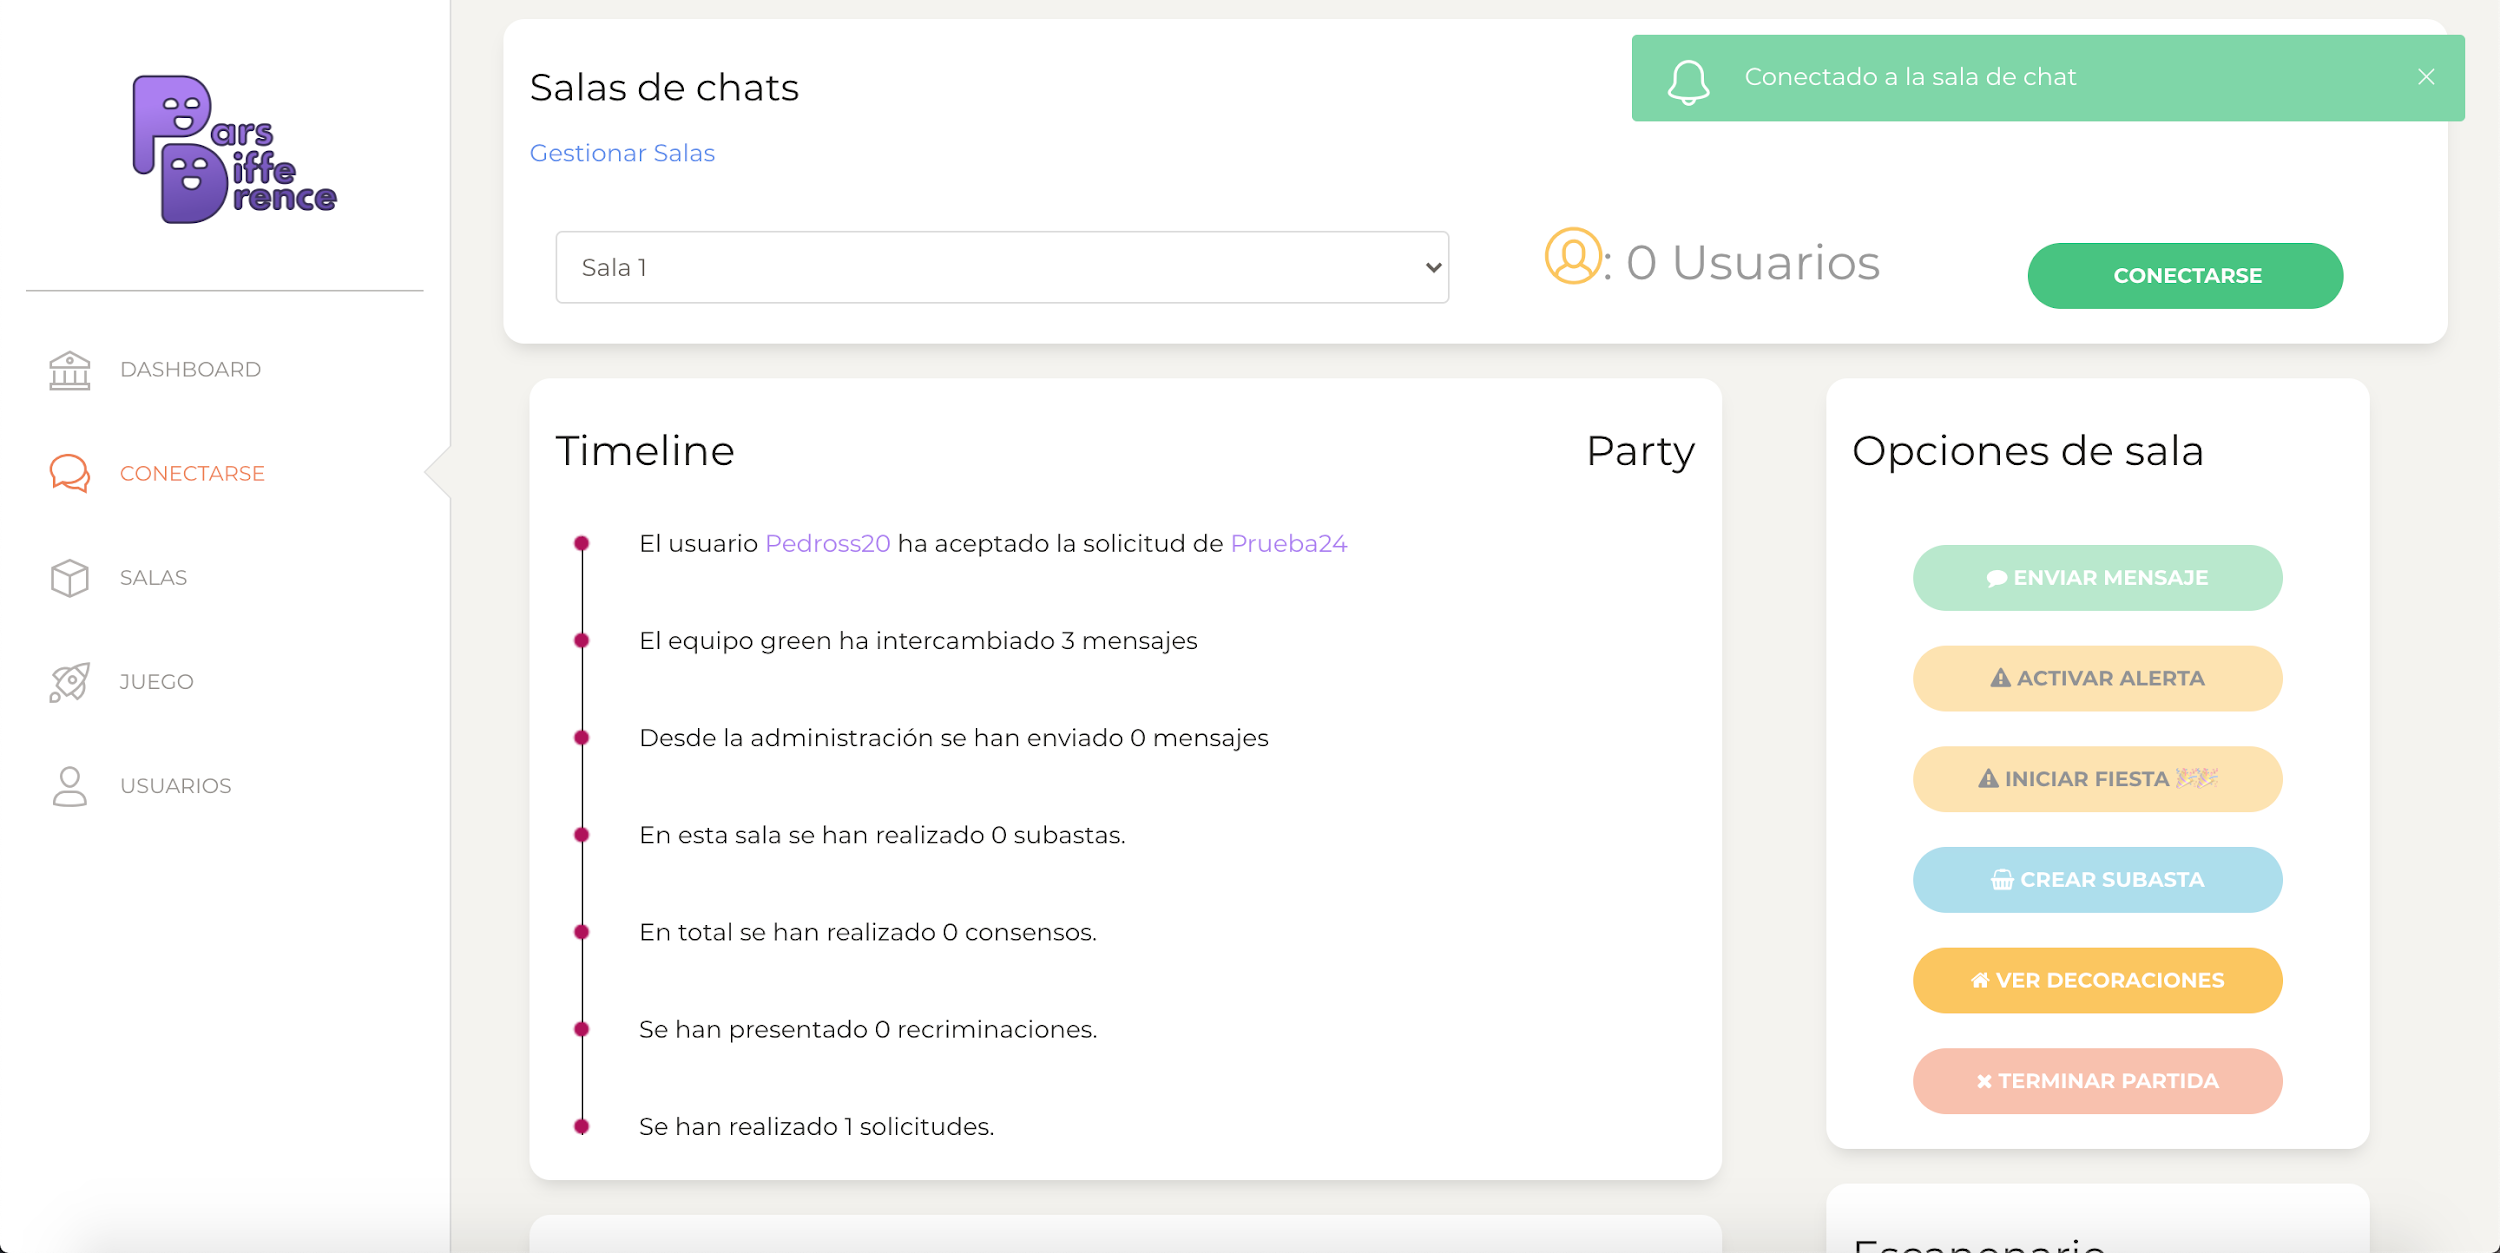 Pars
Diffe
rence
DASHBOARD
CONECTARSE
SALAS
JUEGO
USUARIOS
Salas de chats
Conectado a la sala de chat
Gestionar Salas
Sala 1
: 0 Usuarios
CONECTARSE
Timeline
Party
El usuario Pedross20 ha aceptado la solicitud de Prueba24
El equipo green ha intercambiado 3 mensajes
Desde la administración se han enviado 0 mensajes
En esta sala se han realizado 0 subastas.
En total se han realizado 0 consensos.
Se han presentado 0 recriminaciones.
Se han realizado 1 solicitudes.
Opciones de sala
ENVIAR MENSAJE
ACTIVAR ALERTA
INICIAR FIESTA
CREAR SUBASTA
VER DECORACIONES
TERMINAR PARTIDA